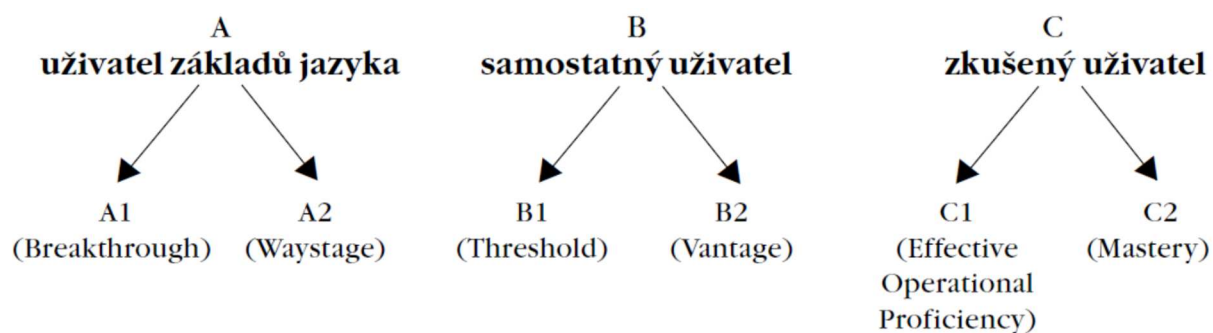 A
uživatel základů jazyka
B
samostatný uživatel
C
zkušený uživatel
A1
(Breakthrough)
A2
(Waystage)
B1
(Threshold)
B2
(Vantage)
C1
(Effective
Operational
Proficiency)
C2
(Mastery)